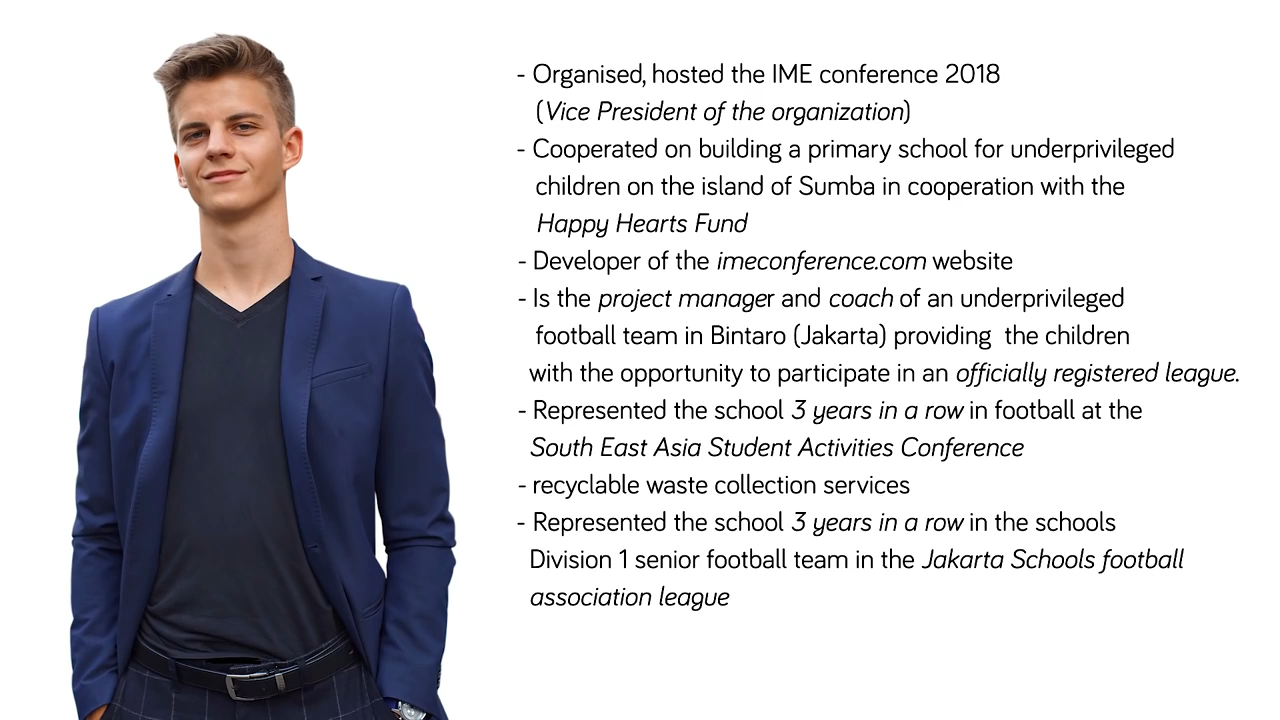 - Organised, hosted the IME conference 2018
(Vice President of the organization)
- Cooperated on building a primary school for underprivileged
children on the island of Sumba in cooperation with the
Happy Hearts Fund
- Developer of the imeconference.com website
- Is the project manager and coach of an underprivileged
football team in Bintaro (Jakarta) providing  the children
with the opportunity to participate in an officially registered league.
- Represented the school 3 years in a row in football at the
South East Asia Student Activities Conference
- recyclable waste collection services
- Represented the school 3 years in a row in the schools
Division 1 senior football team in the Jakarta Schools football
association league